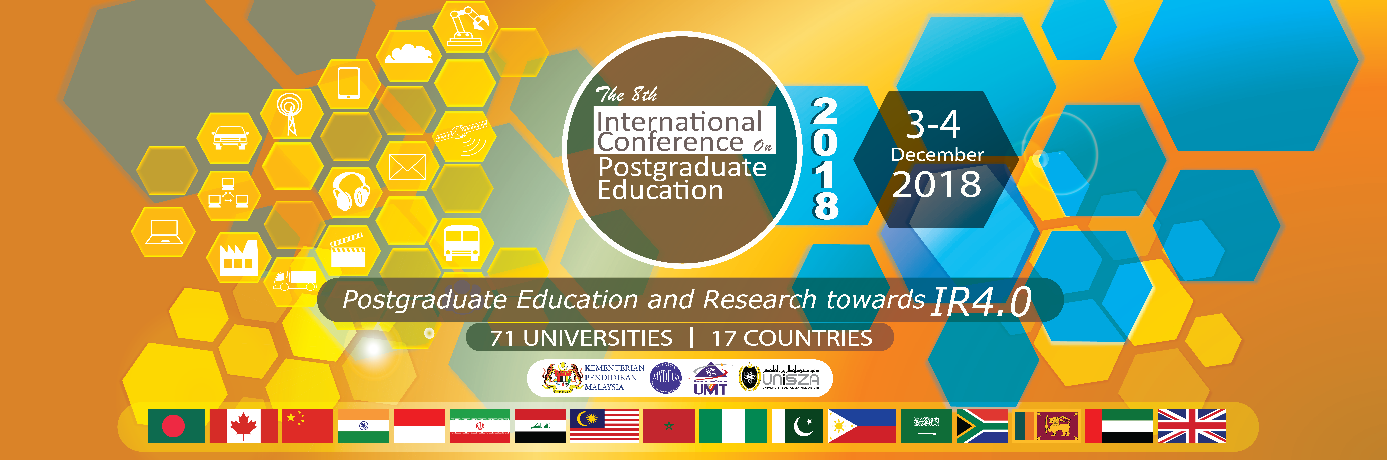 The 8th
International
Conference On
Postgraduate
Education
2018
3-4
December
2018
Postgraduate Education and Research towards IR4.0
71 UNIVERSITIES | 17 COUNTRIES
KEMENTERIAN
PENDIDIKAN
MALAYSIA
UMT
UniSZA